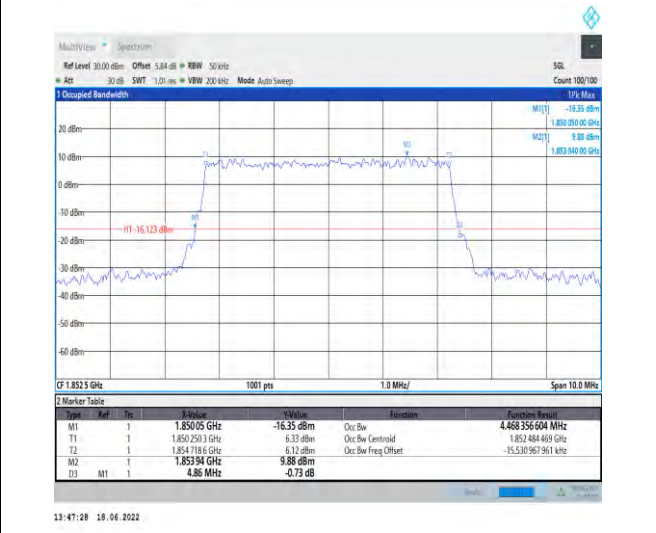 MultiView Spectrum
Ref Level 30.00 dBm Offset 5.84 dB RBW 50 kHz SGL
Att 30 dB SWT 1.01 ms VBW 200 kHz Mode Auto Sweep Count 100/100
1 Occupied Bandwidth 1Pk Max
M1[1] -16.35 dBm
1.850 050 00 GHz
M2[1] 9.88 dBm
1.853 940 00 GHz
20 dBm
M2
10 dBm T1 T2
0 dBm
-10 dBm
M1
H1 -16.123 dBm
-20 dBm
-30 dBm
-40 dBm
-50 dBm
-60 dBm
CF 1.852 5 GHz 1001 pts 1.0 MHz/ Span 10.0 MHz
2 Marker Table
Type Ref Trc X-Value Y-Value Function Function Result
M1 1 1.850 05 GHz -16.35 dBm Occ Bw 4.468 356 604 MHz
T1 1 1.850 250 3 GHz 6.33 dBm Occ Bw Centroid 1.852 484 469 GHz
T2 1 1.854 718 6 GHz 6.12 dBm Occ Bw Freq Offset -15.530 967 961 kHz
M2 1 1.853 94 GHz 9.88 dBm
D3 M1 1 4.86 MHz -0.73 dB
13:47:28 18.06.2022